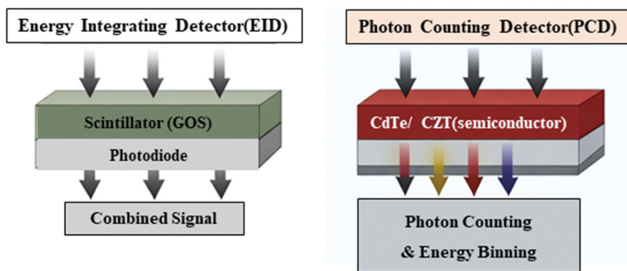 Energy Integrating Detector(EID)
Scintillator (GOS)
Photodiode
Combined Signal
Photon Counting Detector(PCD)
CdTe/ CZT(semiconductor)
Photon Counting
& Energy Binning